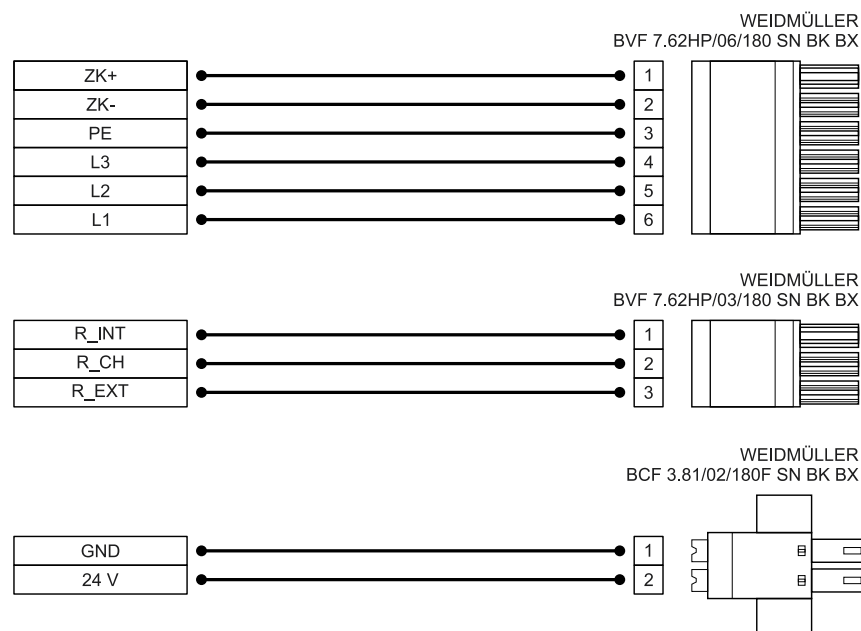 WEIDMÜLLER
BVF 7.62HP/06/180 SN BK BX
ZK+ 1
ZK- 2
PE 3
L3 4
L2 5
L1 6
WEIDMÜLLER
BVF 7.62HP/03/180 SN BK BX
R_INT 1
R_CH 2
R_EXT 3
WEIDMÜLLER
BCF 3.81/02/180F SN BK BX
GND 1
24 V 2